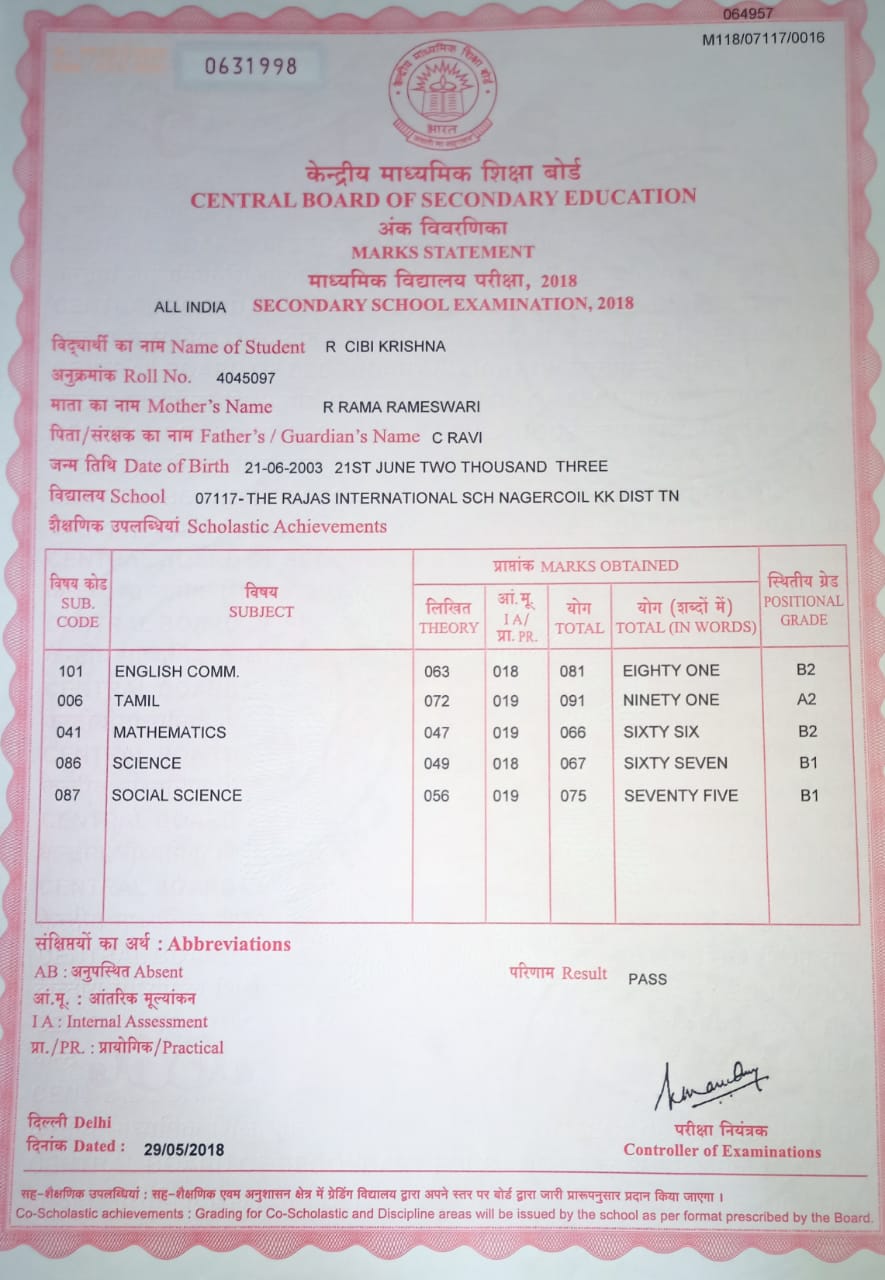 064957
M118/07117/0016
0631998
केन्द्रीय माध्यमिक शिक्षा बोर्ड
भारत
केन्द्रीय माध्यमिक शिक्षा बोर्ड
CENTRAL BOARD OF SECONDARY EDUCATION
अंक विवरणिका
MARKS STATEMENT
माध्यमिक विद्यालय परीक्षा, 2018
ALL INDIA SECONDARY SCHOOL EXAMINATION, 2018
विद्यार्थी का नाम Name of Student R CIBI KRISHNA
अनुक्रमांक Roll No. 4045097
माता का नाम Mother's Name R RAMA RAMESWARI
पिता/संरक्षक का नाम Father's / Guardian's Name C RAVI
जन्म तिथि Date of Birth 21-06-2003 21ST JUNE TWO THOUSAND THREE
विद्यालय School 07117-THE RAJAS INTERNATIONAL SCH NAGERCOIL KK DIST TN
शैक्षणिक उपलब्धियां Scholastic Achievements
विषय कोड SUB. CODE
विषय SUBJECT
प्राप्तांक MARKS OBTAINED
लिखित THEORY
आं.मू. I A/ प्रा. PR.
योग TOTAL
योग (शब्दों में) TOTAL (IN WORDS)
स्थितीय ग्रेड POSITIONAL GRADE
101 ENGLISH COMM. 063 018 081 EIGHTY ONE B2
006 TAMIL 072 019 091 NINETY ONE A2
041 MATHEMATICS 047 019 066 SIXTY SIX B2
086 SCIENCE 049 018 067 SIXTY SEVEN B1
087 SOCIAL SCIENCE 056 019 075 SEVENTY FIVE B1
संक्षिप्तियों का अर्थ : Abbreviations
AB : अनुपस्थित Absent
परिणाम Result PASS
आं.मू. : आंतरिक मूल्यांकन
I A : Internal Assessment
प्रा./PR. : प्रायोगिक/Practical
दिल्ली Delhi
परीक्षा नियंत्रक
दिनांक Dated : 29/05/2018
Controller of Examinations
सह-शैक्षणिक उपलब्धियां : सह-शैक्षणिक एवम अनुशासन क्षेत्र में ग्रेडिंग विद्यालय द्वारा अपने स्तर पर बोर्ड द्वारा जारी प्रारूपनुसार प्रदान किया जाएगा ।
Co-Scholastic achievements : Grading for Co-Scholastic and Discipline areas will be issued by the school as per format prescribed by the Board.